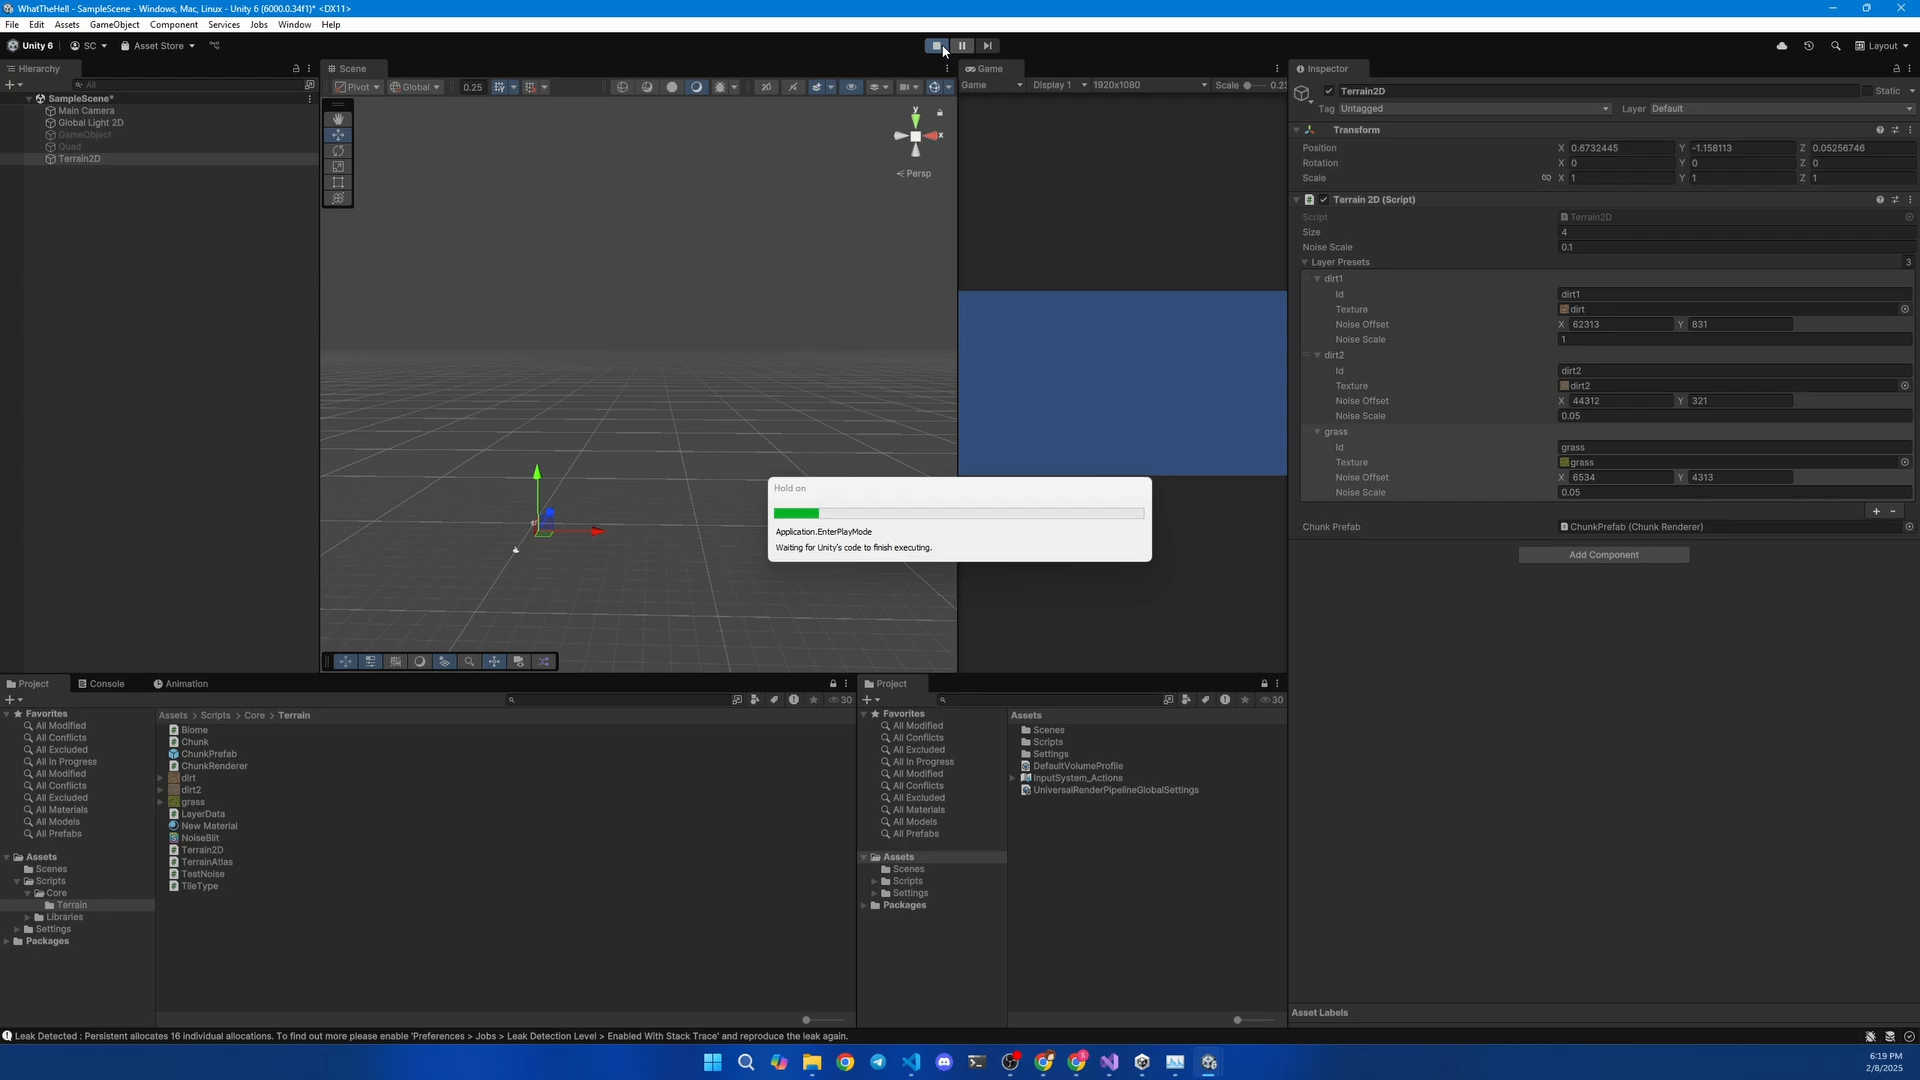 WhatTheHell - SampleScene - Windows, Mac, Linux - Unity 6 (6000.0.34f1)* <DX11>
File Edit Assets GameObject Component Services Jobs Window Help
Unity 6 SC Asset Store Layout
Hierarchy
All
SampleScene*
Main Camera
Global Light 2D
GameObject
Quad
Terrain2D
Scene
Pivot Global 0.25
y
x
< Persp
Game
Game Display 1 1920x1080 Scale 0.23
Hold on
Application.EnterPlayMode
Waiting for Unity's code to finish executing.
Inspector
Terrain2D Static
Tag Untagged Layer Default
Transform
Position X 0.6732445 Y -1.158113 Z 0.05256746
Rotation X 0 Y 0 Z 0
Scale X 1 Y 1 Z 1
Terrain 2D (Script)
Script Terrain2D
Size 4
Noise Scale 0.1
Layer Presets 3
dirt1
Id dirt1
Texture dirt
Noise Offset X 62313 Y 831
Noise Scale 1
dirt2
Id dirt2
Texture dirt2
Noise Offset X 44312 Y 321
Noise Scale 0.05
grass
Id grass
Texture grass
Noise Offset X 6534 Y 4313
Noise Scale 0.05
+ -
Chunk Prefab ChunkPrefab (Chunk Renderer)
Add Component
Asset Labels
Project Console Animation
30
Favorites
All Modified
All Conflicts
All Excluded
All In Progress
All Modified
All Conflicts
All Excluded
All Materials
All Models
All Prefabs
Assets
Scenes
Scripts
Core
Terrain
Libraries
Settings
Packages
Assets > Scripts > Core > Terrain
Biome
Chunk
ChunkPrefab
ChunkRenderer
dirt
dirt2
grass
LayerData
New Material
NoiseBlit
Terrain2D
TerrainAtlas
TestNoise
TileType
Project
30
Favorites
All Modified
All Conflicts
All Excluded
All In Progress
All Modified
All Conflicts
All Excluded
All Materials
All Models
All Prefabs
Assets
Scenes
Scripts
Settings
Packages
Assets
Scenes
Scripts
Settings
DefaultVolumeProfile
InputSystem_Actions
UniversalRenderPipelineGlobalSettings
Leak Detected : Persistent allocates 16 individual allocations. To find out more please enable 'Preferences > Jobs > Leak Detection Level > Enabled With Stack Trace' and reproduce the leak again.
6:19 PM
2/8/2025